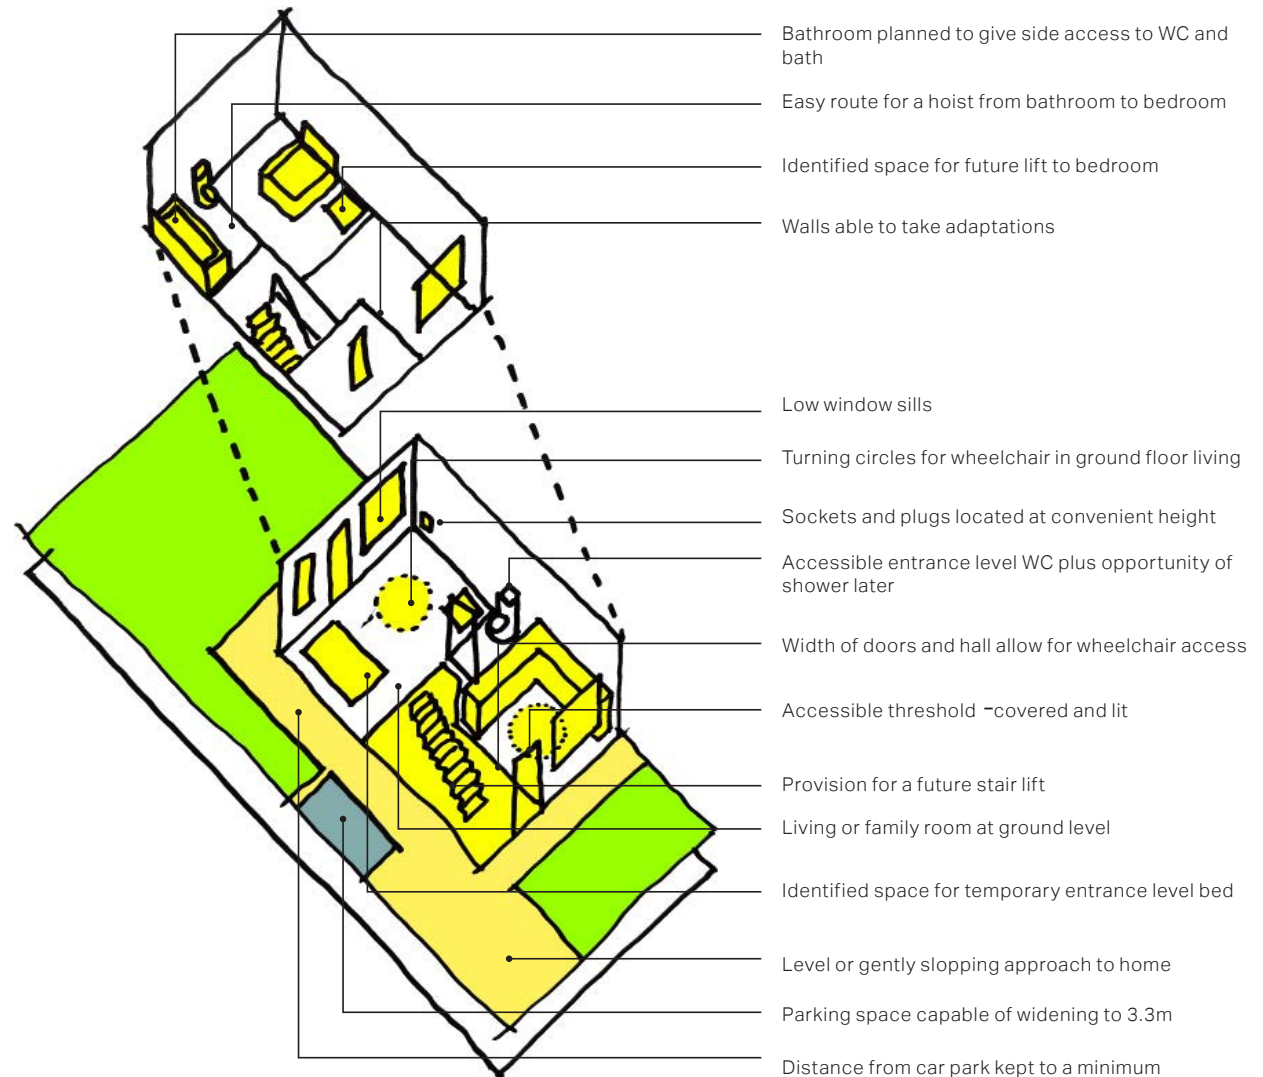 Bathroom planned to give side access to WC and
bath
Easy route for a hoist from bathroom to bedroom
Identified space for future lift to bedroom
Walls able to take adaptations
Low window sills
Turning circles for wheelchair in ground floor living
Sockets and plugs located at convenient height
Accessible entrance level WC plus opportunity of
shower later
Width of doors and hall allow for wheelchair access
Accessible threshold -covered and lit
Provision for a future stair lift
Living or family room at ground level
Identified space for temporary entrance level bed
Level or gently slopping approach to home
Parking space capable of widening to 3.3m
Distance from car park kept to a minimum